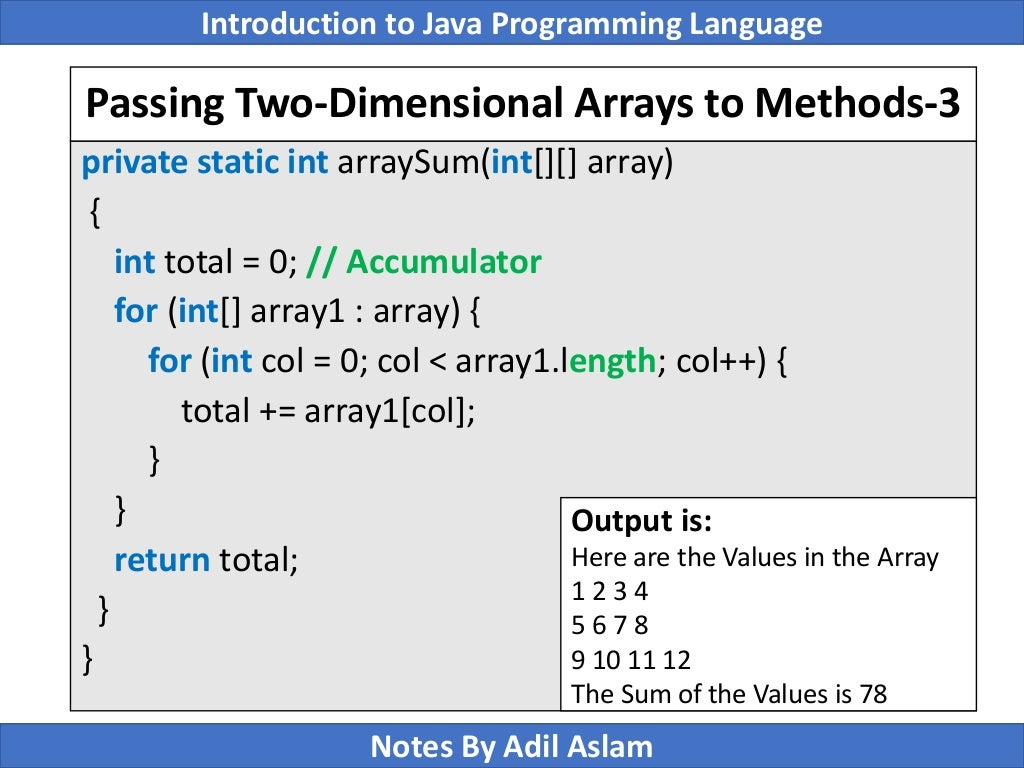 Introduction to Java Programming Language
Passing Two-Dimensional Arrays to Methods-3
private static int arraySum(int[][] array)
{
int total = 0; // Accumulator
for (int[] array1 : array) {
for (int col = 0; col < array1.length; col++) {
total += array1[col];
}
}
return total;
}
}
Output is:
Here are the Values in the Array
1 2 3 4
5 6 7 8
9 10 11 12
The Sum of the Values is 78
Notes By Adil Aslam